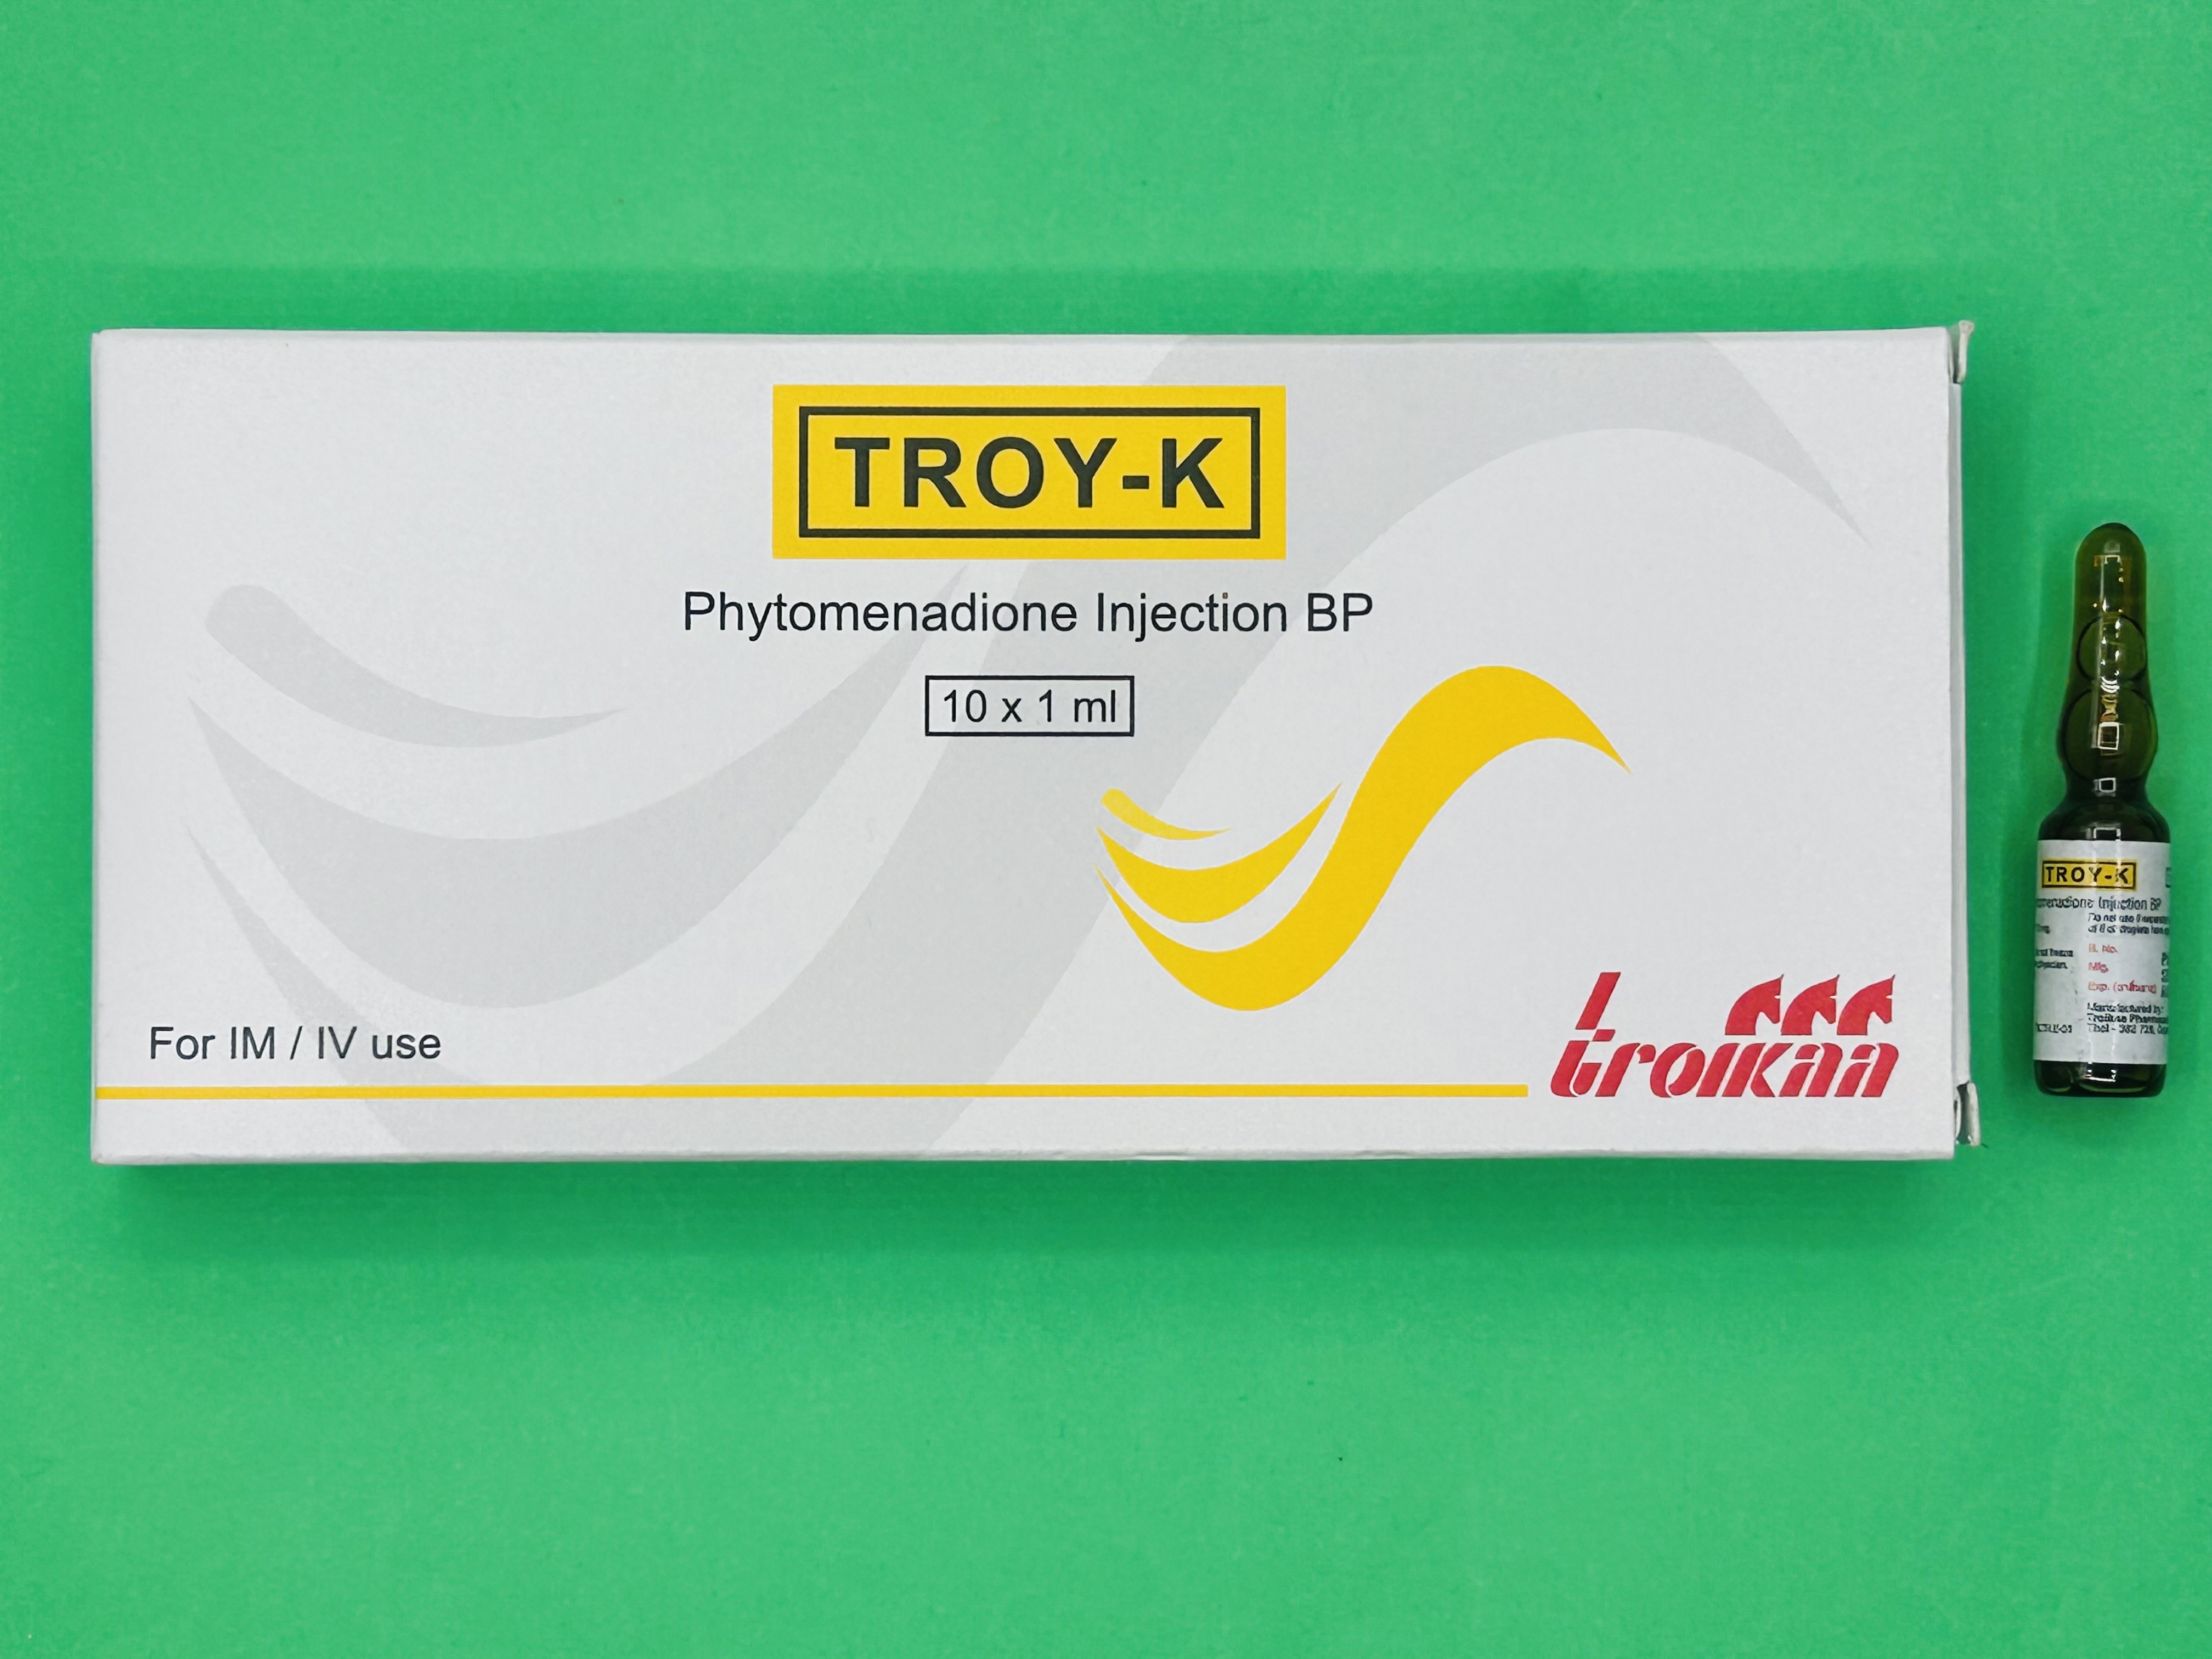 TROY-K
Phytomenadione Injection BP
10 x 1 ml
For IM / IV use
troikaa
TROY-K
Injection BP
B. No.
Mfg.
Exp.
Manufactured by: